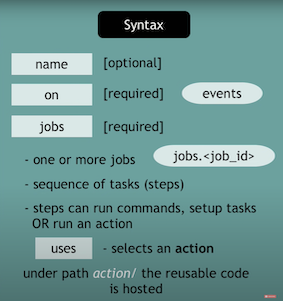 Syntax
name [optional]
on [required] events
jobs [required]
- one or more jobs jobs.<job_id>
- sequence of tasks (steps)
- steps can run commands, setup tasks
OR run an action
uses - selects an action
under path action/ the reusable code
is hosted